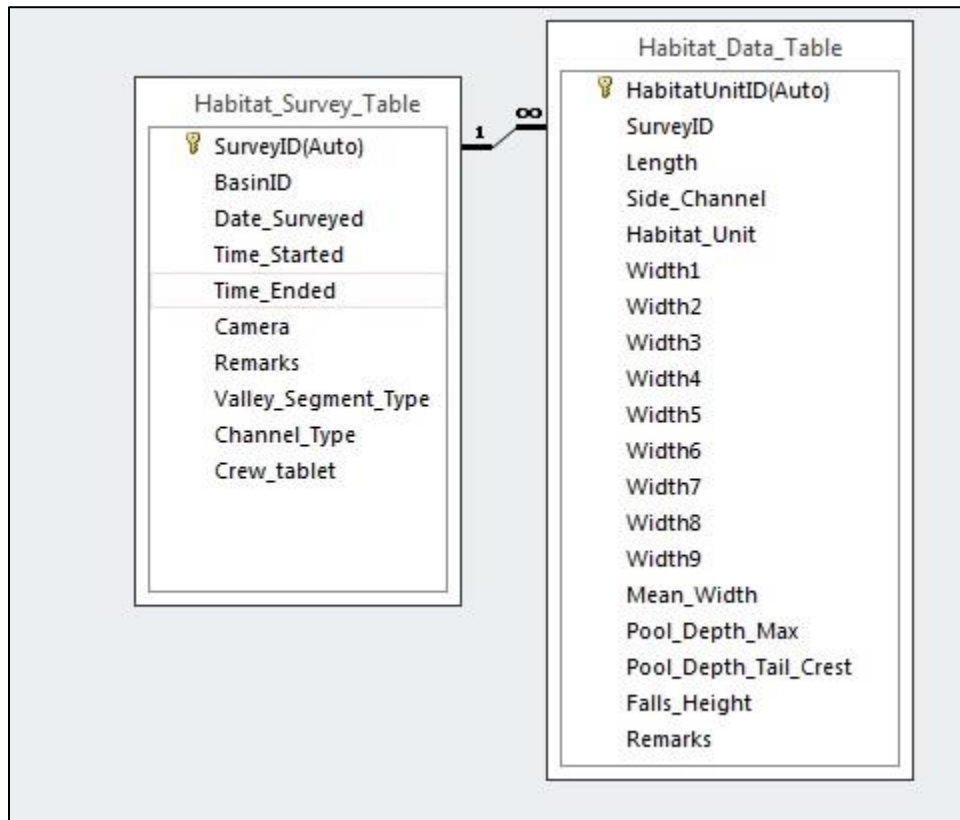 Habitat_Survey_Table
SurveyID(Auto)
BasinID
Date_Surveyed
Time_Started
Time_Ended
Camera
Remarks
Valley_Segment_Type
Channel_Type
Crew_tablet
1
∞
Habitat_Data_Table
HabitatUnitID(Auto)
SurveyID
Length
Side_Channel
Habitat_Unit
Width1
Width2
Width3
Width4
Width5
Width6
Width7
Width8
Width9
Mean_Width
Pool_Depth_Max
Pool_Depth_Tail_Crest
Falls_Height
Remarks